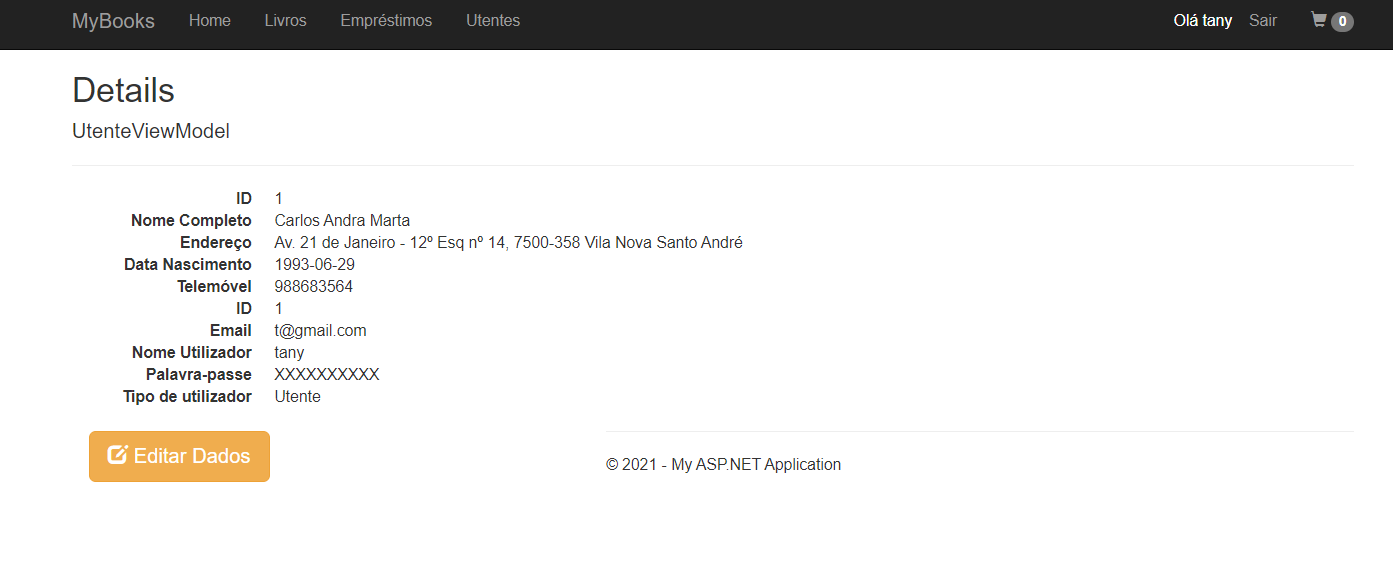 MyBooks Home Livros Empréstimos Utentes Olá tany Sair 0
Details
UtenteViewModel
ID 1
Nome Completo Carlos Andra Marta
Endereço Av. 21 de Janeiro - 12º Esq nº 14, 7500-358 Vila Nova Santo André
Data Nascimento 1993-06-29
Telemóvel 988683564
ID 1
Email t@gmail.com
Nome Utilizador tany
Palavra-passe XXXXXXXXXX
Tipo de utilizador Utente
Editar Dados
© 2021 - My ASP.NET Application